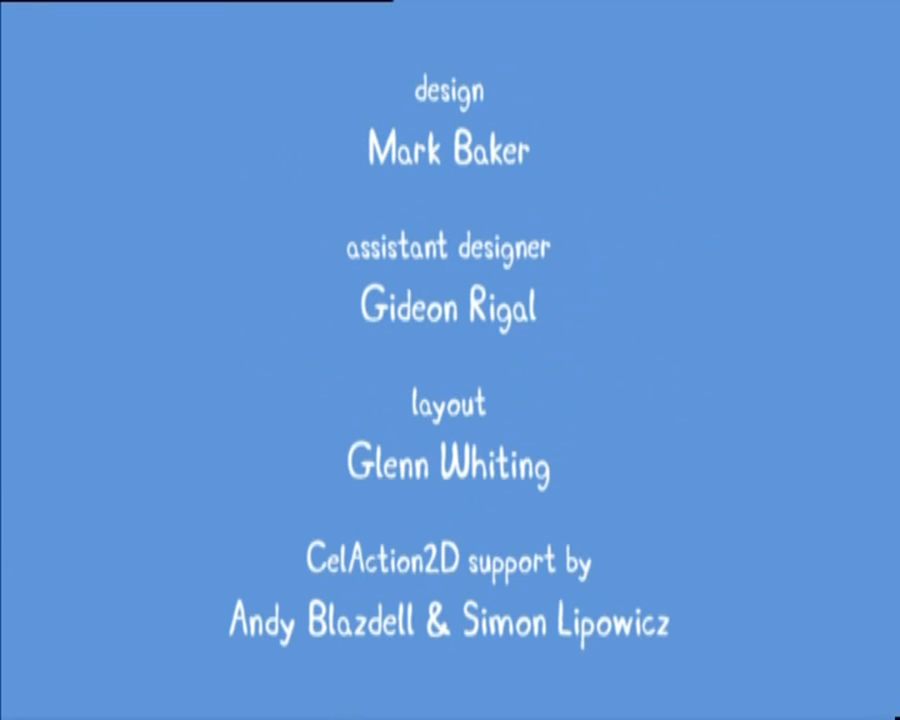 design
Mark Baker
assistant designer
Gideon Rigal
layout
Glenn Whiting
CelAction2D support by
Andy Blazdell & Simon Lipowicz